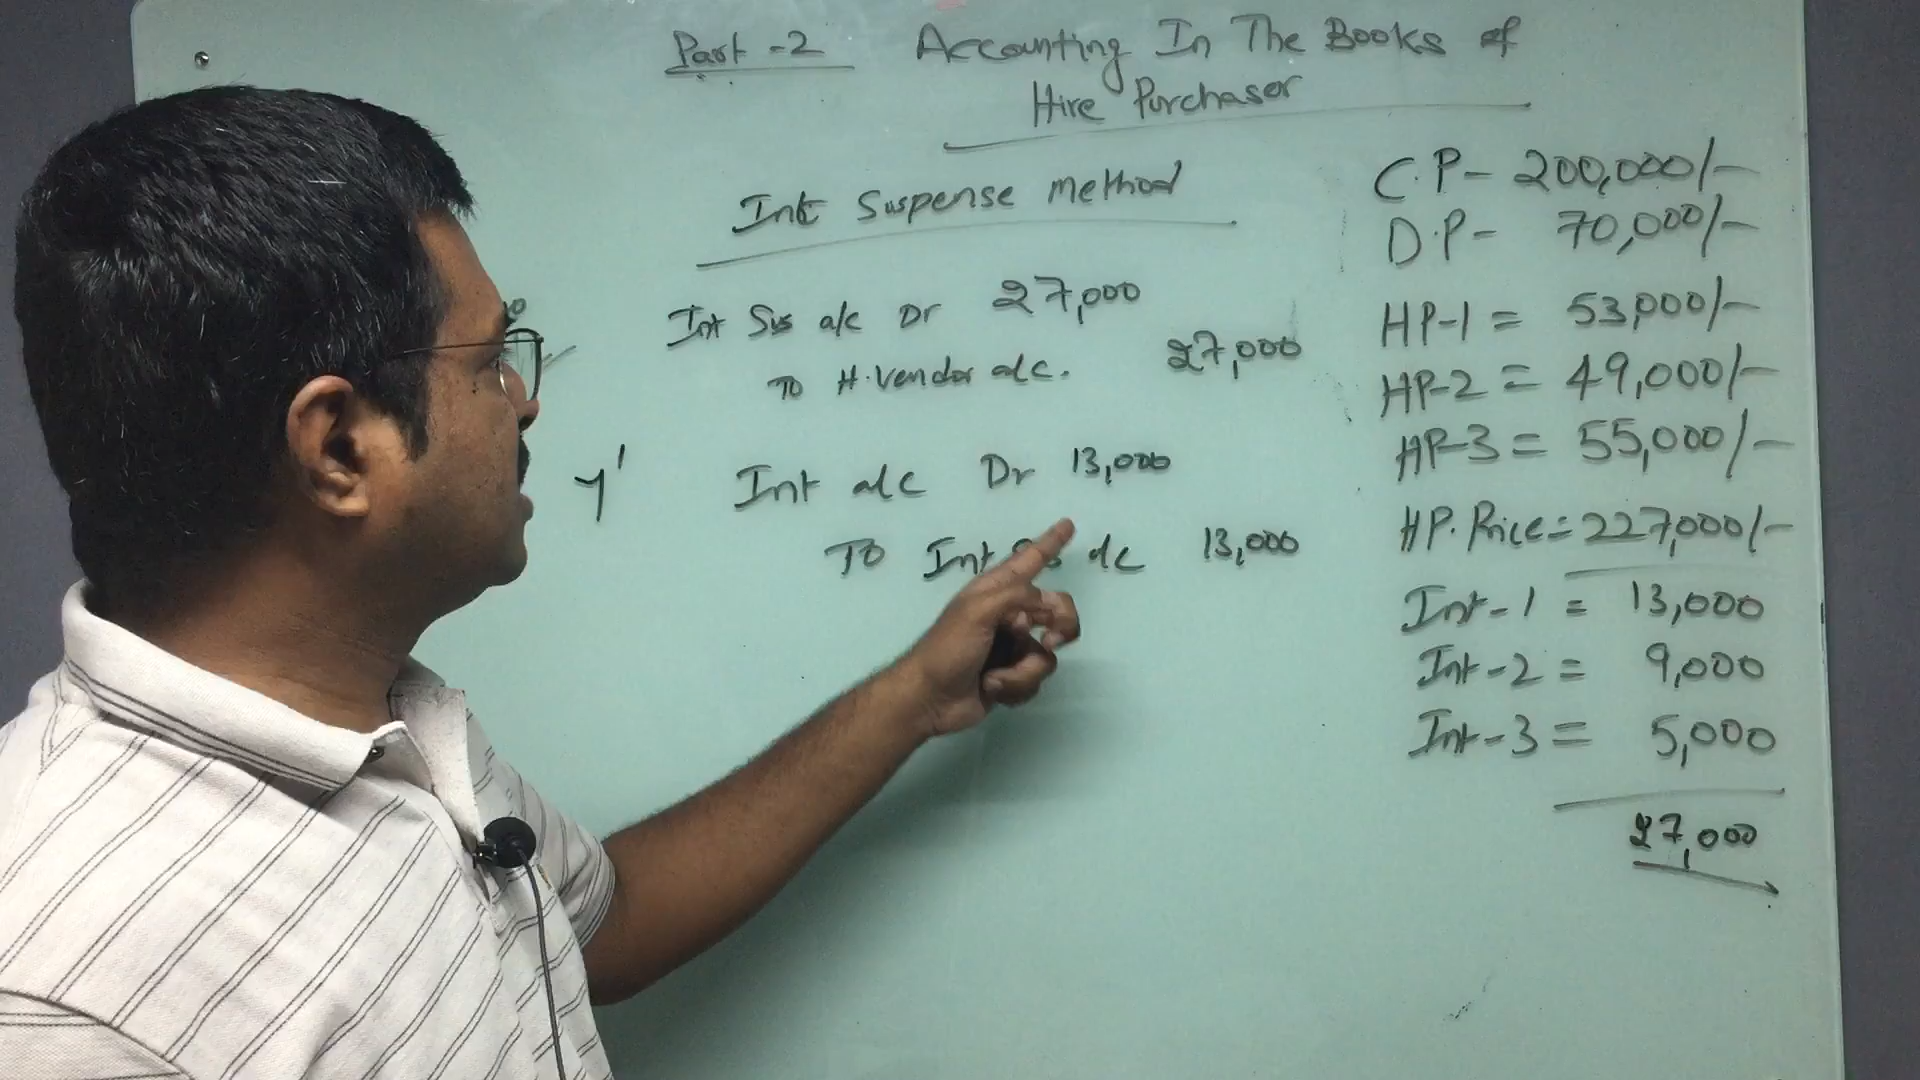 Part -2
Accounting In The Books of
Hire Purchaser
Int Suspense method
Int Sus a/c Dr 27,000
To H.Vendor a/c. 27,000
y1 Int a/c Dr 13,000
To Int a/c 13,000
C.P- 200,000/-
D.P- 70,000/-
HP-1 = 53,000/-
HP-2 = 49,000/-
HP-3 = 55,000/-
HP.Price= 227,000/-
Int-1 = 13,000
Int-2 = 9,000
Int-3 = 5,000
27,000